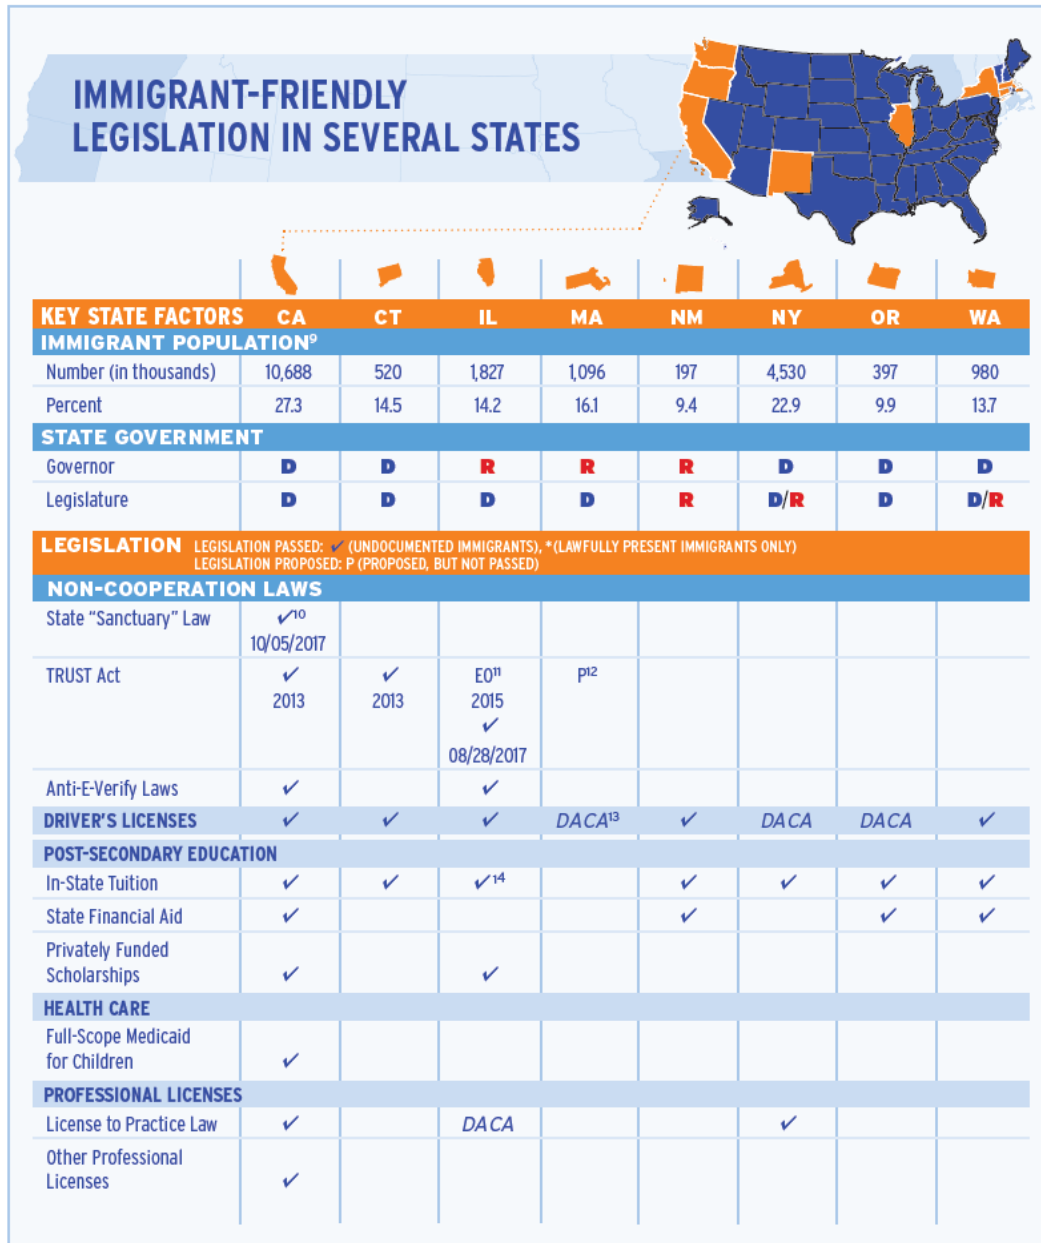 IMMIGRANT-FRIENDLY
LEGISLATION IN SEVERAL STATES
KEY STATE FACTORS CA CT IL MA NM NY OR WA
IMMIGRANT POPULATION⁹
Number (in thousands) 10,688 520 1,827 1,096 197 4,530 397 980
Percent 27.3 14.5 14.2 16.1 9.4 22.9 9.9 13.7
STATE GOVERNMENT
Governor D D R R R D D D
Legislature D D D D R D/R D D/R
LEGISLATION LEGISLATION PASSED: ✓ (UNDOCUMENTED IMMIGRANTS), *(LAWFULLY PRESENT IMMIGRANTS ONLY)
LEGISLATION PROPOSED: P (PROPOSED, BUT NOT PASSED)
NON-COOPERATION LAWS
State “Sanctuary” Law ✓¹⁰
10/05/2017
TRUST Act ✓ ✓ EO¹¹ P¹²
2013 2013 2015
✓
08/28/2017
Anti-E-Verify Laws ✓ ✓
DRIVER'S LICENSES ✓ ✓ ✓ DACA¹³ ✓ DACA DACA ✓
POST-SECONDARY EDUCATION
In-State Tuition ✓ ✓ ✓¹⁴ ✓ ✓ ✓ ✓
State Financial Aid ✓ ✓ ✓ ✓
Privately Funded
Scholarships ✓ ✓
HEALTH CARE
Full-Scope Medicaid
for Children ✓
PROFESSIONAL LICENSES
License to Practice Law ✓ DACA ✓
Other Professional
Licenses ✓